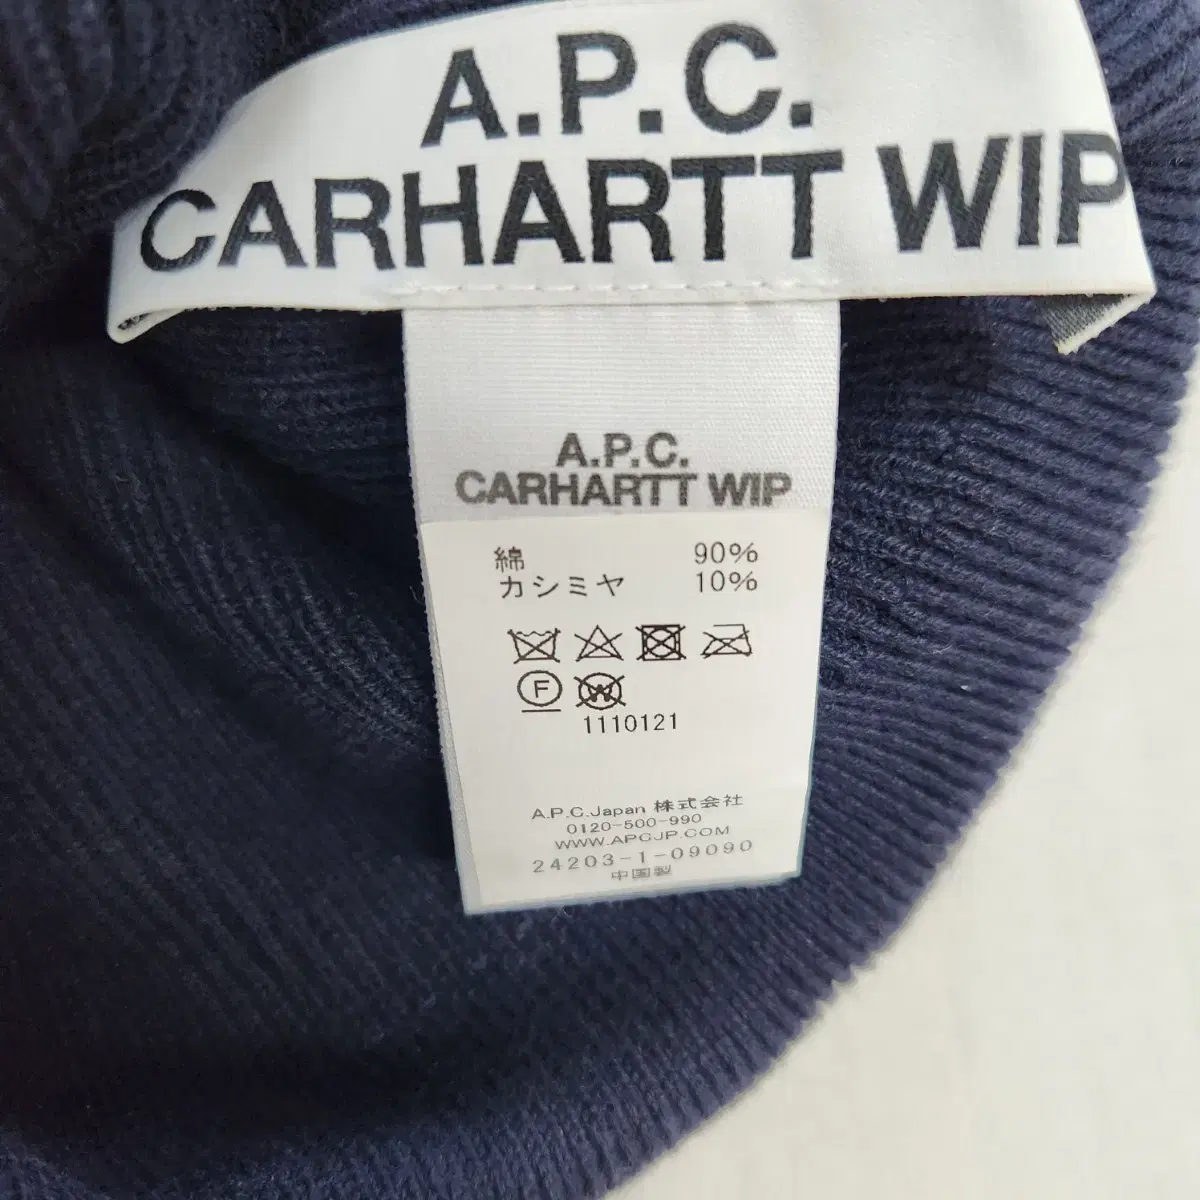 A.P.C.
CARHARTT WIP
A.P.C.
CARHARTT WIP
綿 90%
カシミヤ 10%
F W
1110121
A.P.C.Japan 株式会社
0120-500-990
WWW.APCJP.COM
24203-1-09090
中国製